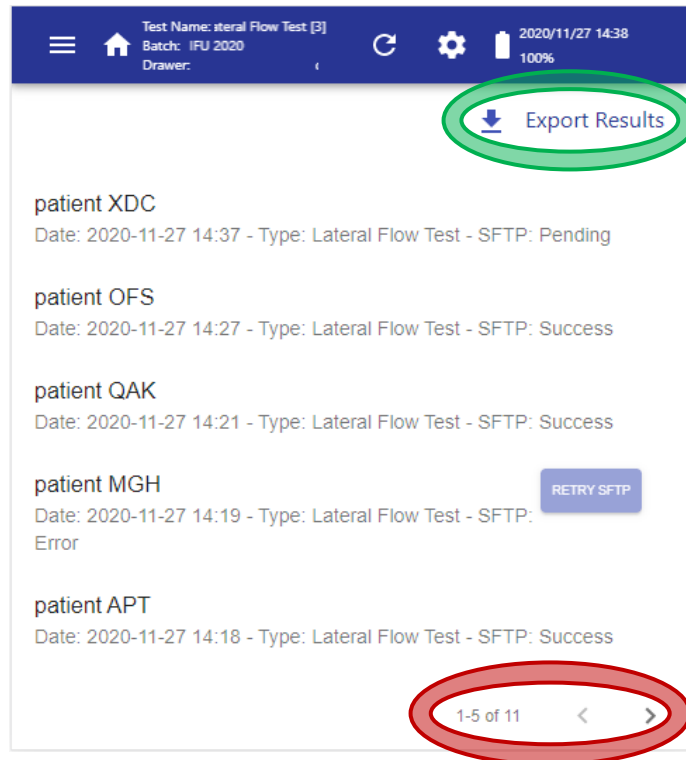 Test Name: ateral Flow Test [3]
Batch: IFU 2020
Drawer: (
2020/11/27 14:38
100%
Export Results
patient XDC
Date: 2020-11-27 14:37 - Type: Lateral Flow Test - SFTP: Pending
patient OFS
Date: 2020-11-27 14:27 - Type: Lateral Flow Test - SFTP: Success
patient QAK
Date: 2020-11-27 14:21 - Type: Lateral Flow Test - SFTP: Success
patient MGH
RETRY SFTP
Date: 2020-11-27 14:19 - Type: Lateral Flow Test - SFTP:
Error
patient APT
Date: 2020-11-27 14:18 - Type: Lateral Flow Test - SFTP: Success
1-5 of 11